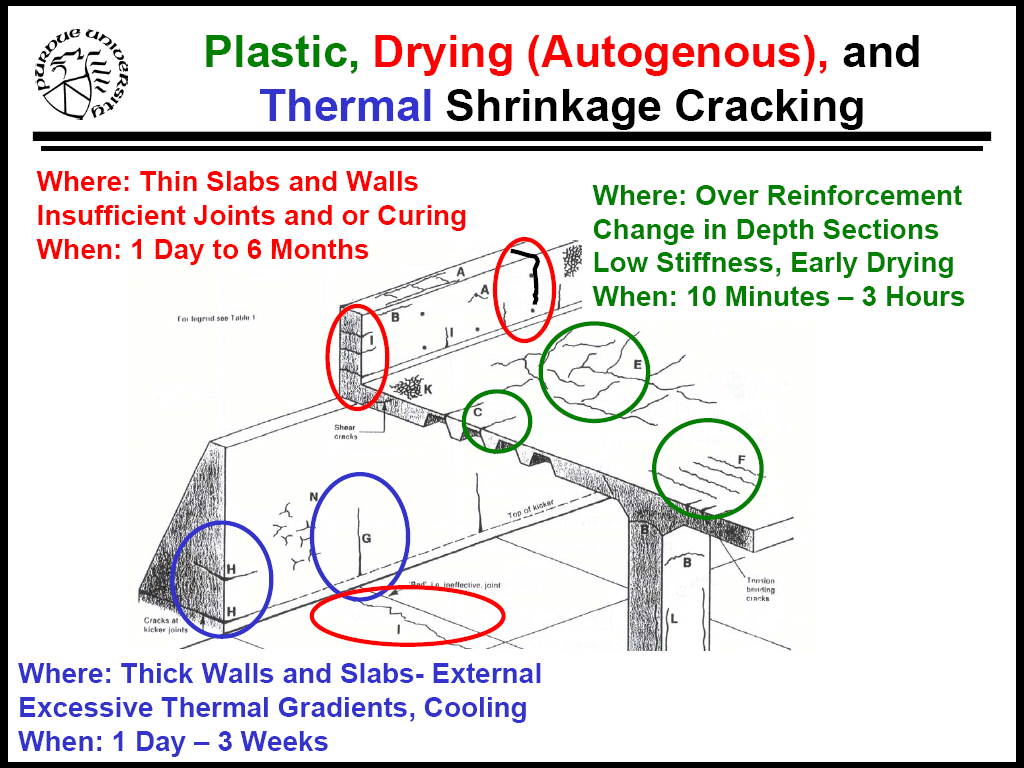 PURDUE UNIVERSITY
Plastic, Drying (Autogenous), and
Thermal Shrinkage Cracking
Where: Thin Slabs and Walls
Insufficient Joints and or Curing
When: 1 Day to 6 Months
Where: Over Reinforcement
Change in Depth Sections
Low Stiffness, Early Drying
When: 10 Minutes – 3 Hours
For legend see Table 1
A
A
B
I
I
E
K
C
Shear
cracks
F
N
G
Top of kicker
B
B
H
H
'Bad', i.e. ineffective, joint
Tension
bending
cracks
Cracks at
kicker joints
I
L
Where: Thick Walls and Slabs- External
Excessive Thermal Gradients, Cooling
When: 1 Day – 3 Weeks